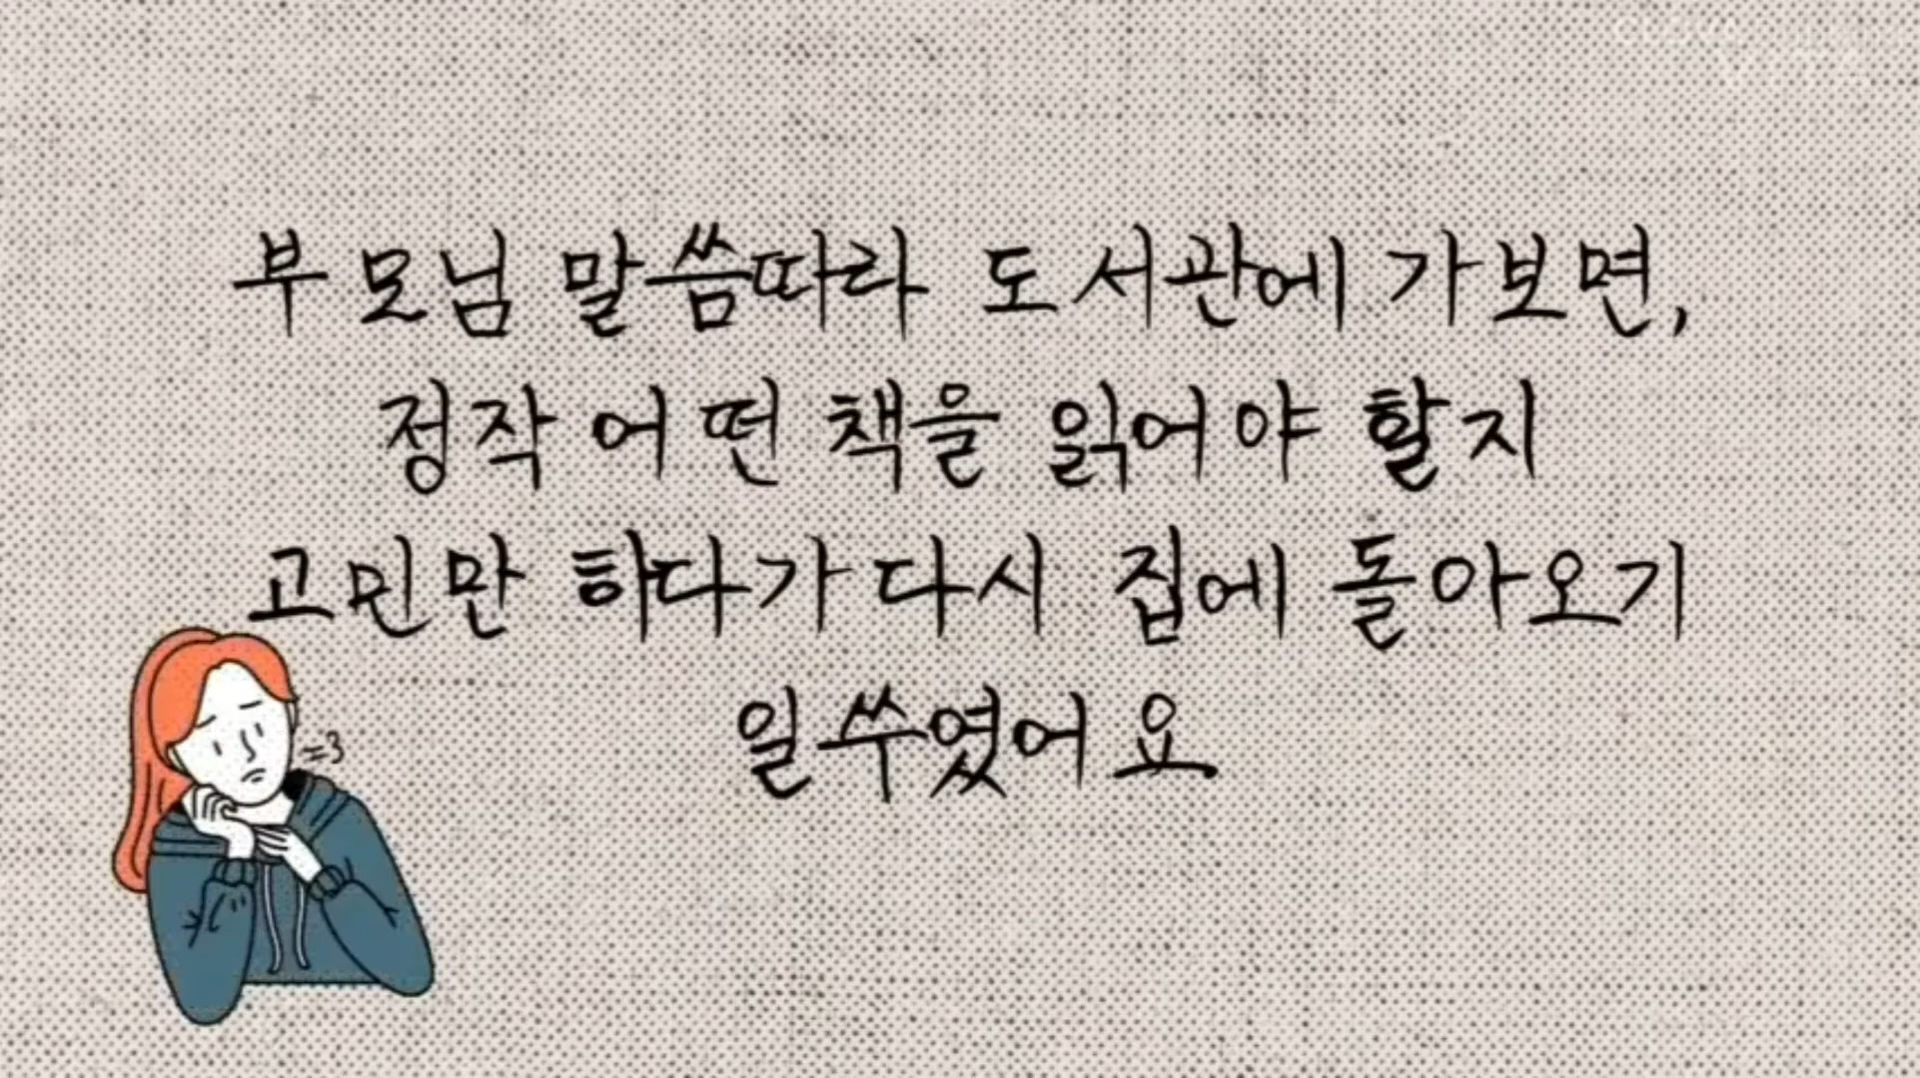 부모님 말씀따라 도서관에 가보면,
정작 어떤 책을 읽어야 할지
고민만 하다가 다시 집에 돌아오기
일쑤였어요
=3